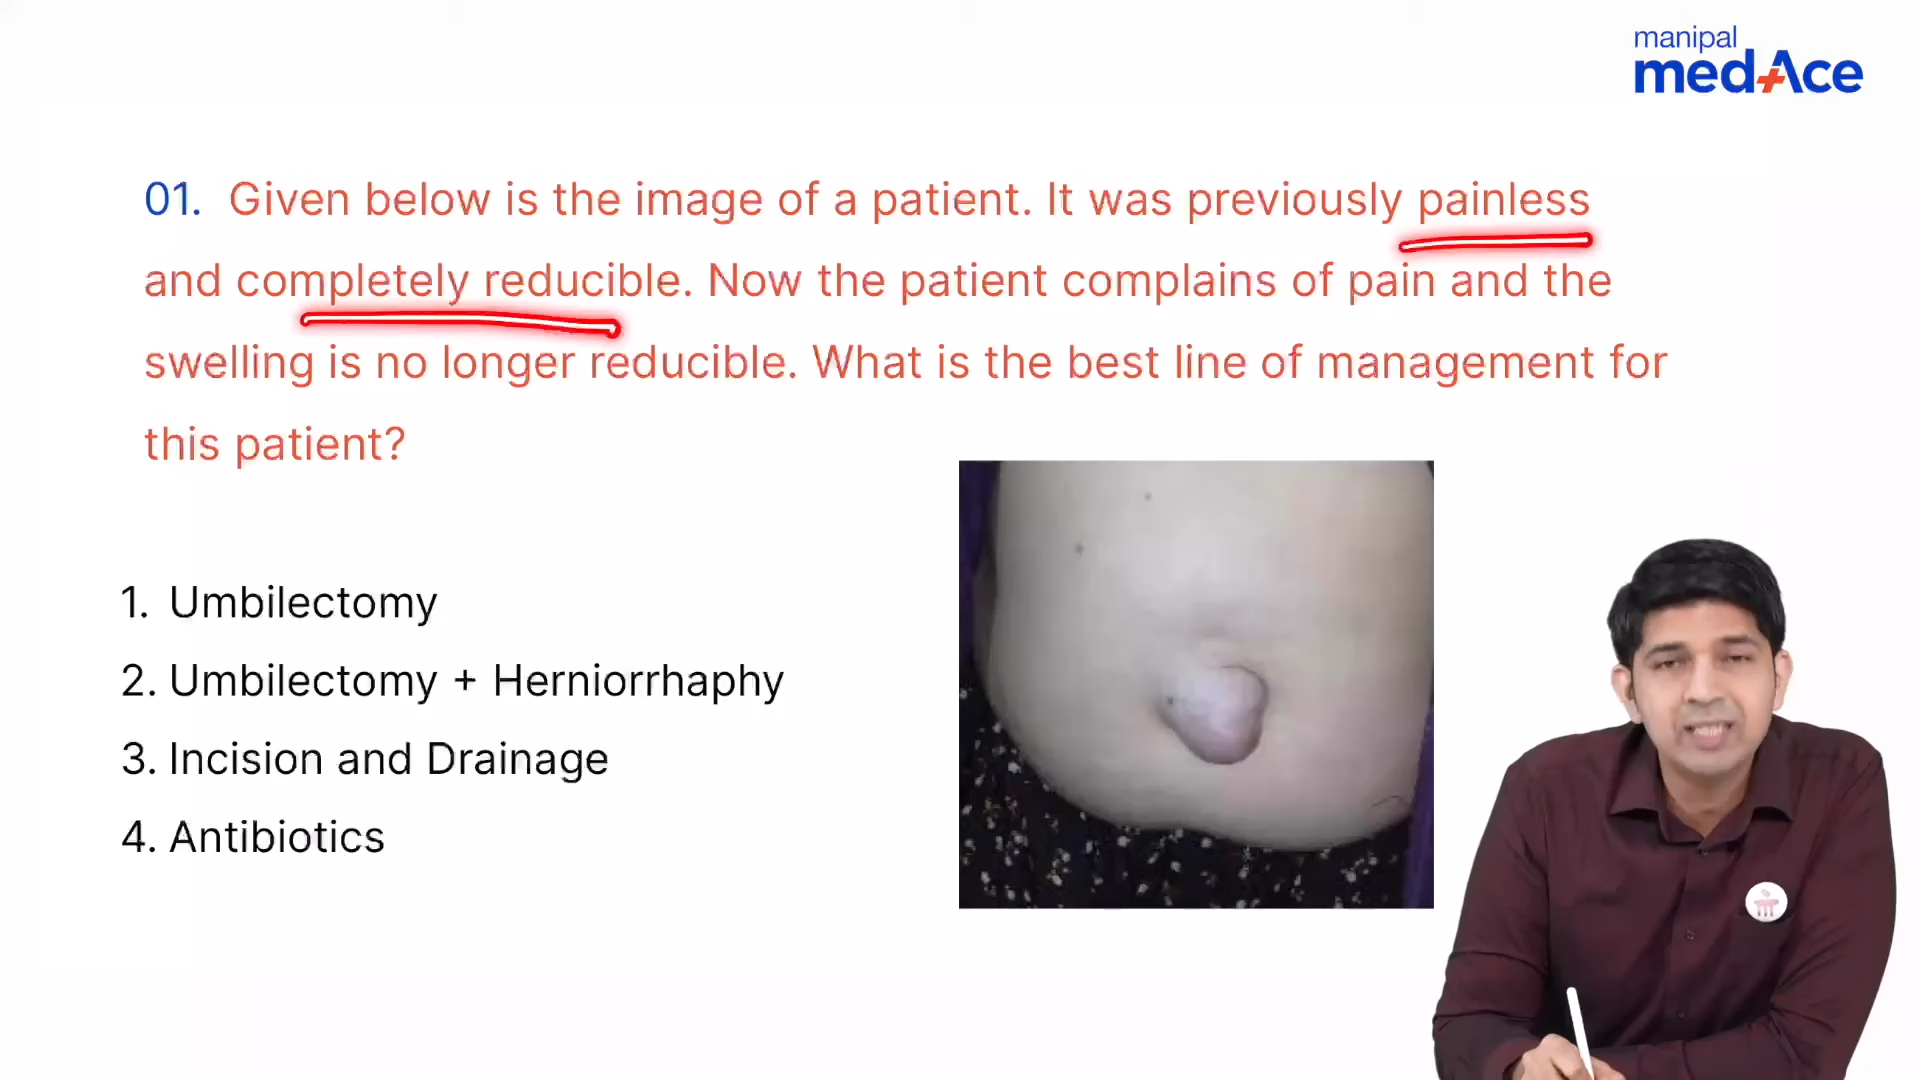 manipal
medAce
01. Given below is the image of a patient. It was previously painless
and completely reducible. Now the patient complains of pain and the
swelling is no longer reducible. What is the best line of management for
this patient?
1. Umbilectomy
2. Umbilectomy + Herniorrhaphy
3. Incision and Drainage
4. Antibiotics